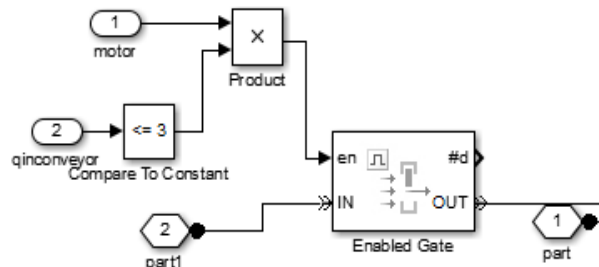 1
motor
×
Product
2
qinconveyor
<= 3
Compare To Constant
en
#d
IN
OUT
Enabled Gate
2
part1
1
part